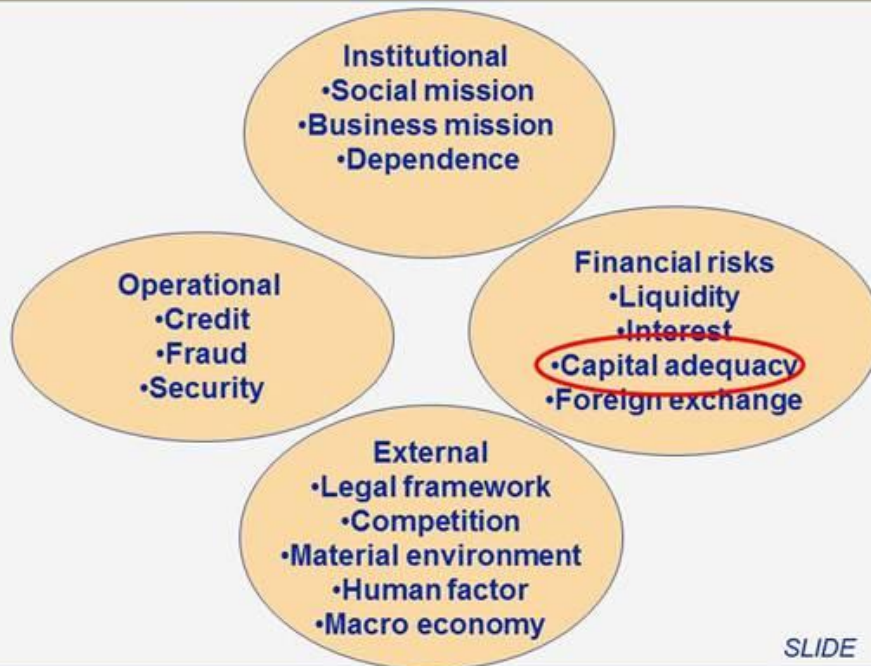 Institutional
•Social mission
•Business mission
•Dependence
Operational
•Credit
•Fraud
•Security
Financial risks
•Liquidity
•Interest
•Capital adequacy
•Foreign exchange
External
•Legal framework
•Competition
•Material environment
•Human factor
•Macro economy
SLIDE